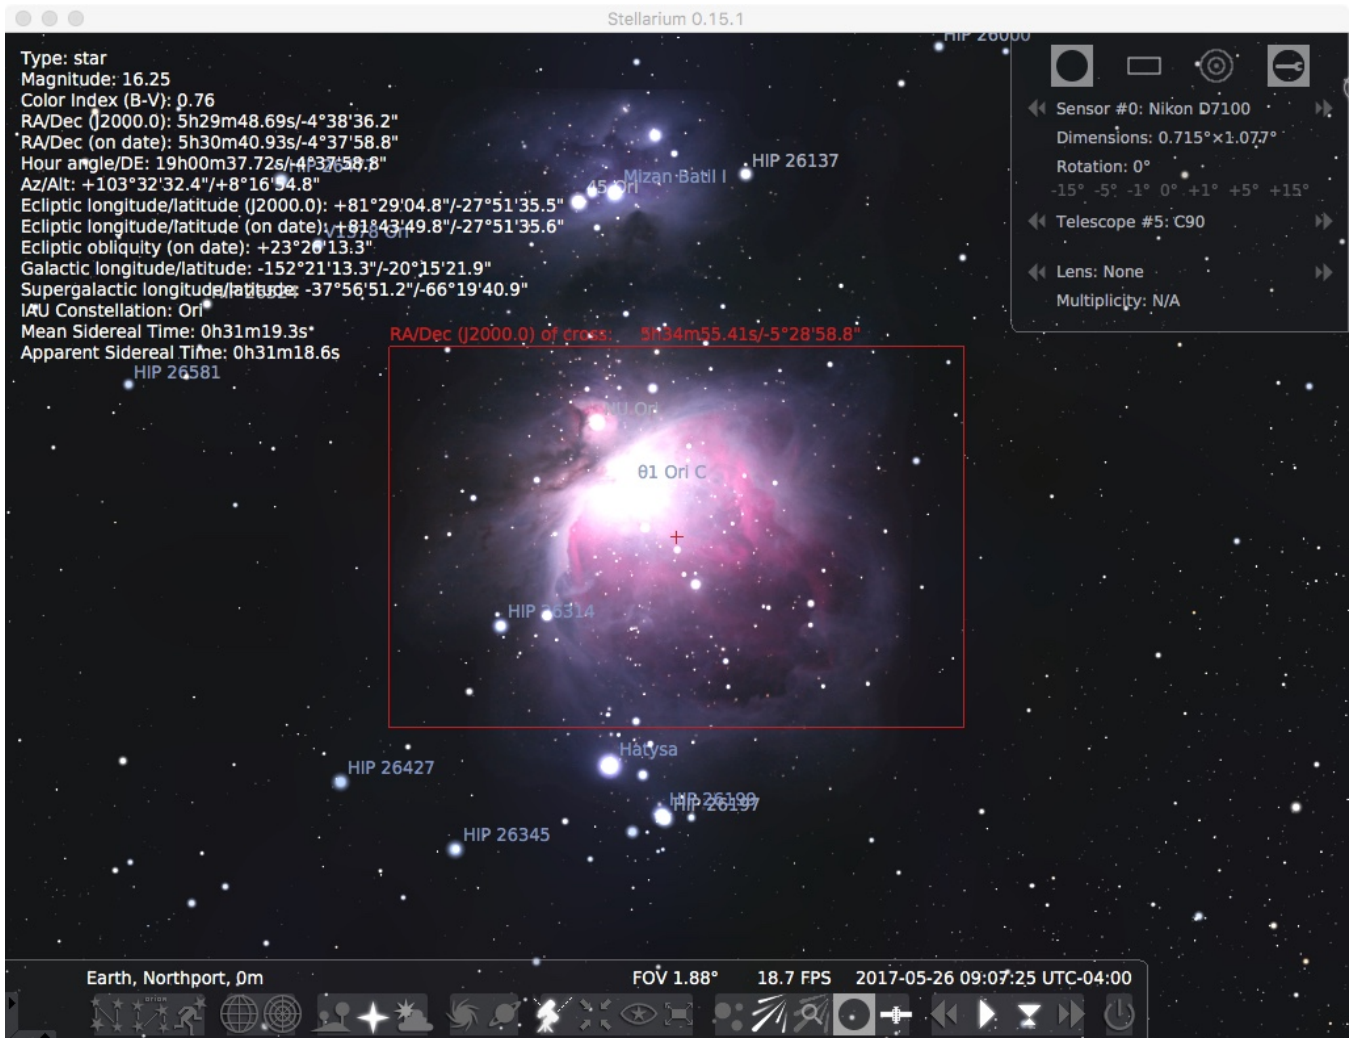 Stellarium 0.15.1
Type: star
Magnitude: 16.25
Color Index (B-V): 0.76
RA/Dec (J2000.0): 5h29m48.69s/-4°38'36.2"
RA/Dec (on date): 5h30m40.93s/-4°37'58.8"
Hour angle/DE: 19h00m37.72s/-4°37'58.8"
Az/Alt: +103°32'32.4"/+8°16'54.8"
Ecliptic longitude/latitude (J2000.0): +81°29'04.8"/-27°51'35.5"
Ecliptic longitude/latitude (on date): +81°43'49.8"/-27°51'35.6"
Ecliptic obliquity (on date): +23°26'13.3"
Galactic longitude/latitude: -152°21'13.3"/-20°15'21.9"
Supergalactic longitude/latitude: -37°56'51.2"/-66°19'40.9"
IAU Constellation: Ori
Mean Sidereal Time: 0h31m19.3s
Apparent Sidereal Time: 0h31m18.6s
HIP 26000
Sensor #0: Nikon D7100
Dimensions: 0.715°×1.077°
Rotation: 0°
-15° -5° -1° 0° +1° +5° +15°
Telescope #5: C90
Lens: None
Multiplicity: N/A
HIP 26137
Mizan Batil I
45 Ori
V1378 Ori
HIP 26581
RA/Dec (J2000.0) of cross: 5h34m55.41s/-5°28'58.8"
NU Ori
θ1 Ori C
HIP 26314
Hatysa
HIP 26427
HIP 26199
HIP 26197
HIP 26345
Earth, Northport, 0m
FOV 1.88°
18.7 FPS
2017-05-26 09:07:25 UTC-04:00